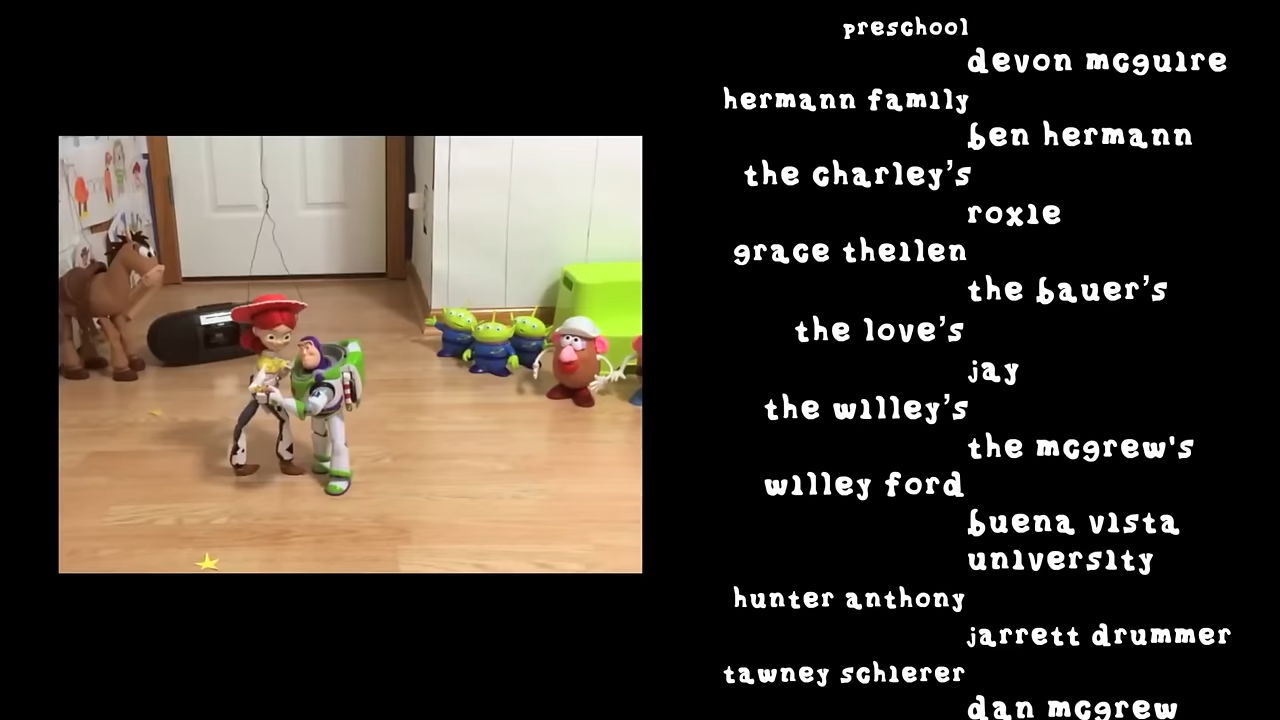 preschool
devon mcguire
hermann family
ben hermann
the charley's
roxie
grace theilen
the bauer's
the love's
jay
the willey's
the mcgrew's
willey ford
buena vista
university
hunter anthony
jarrett drummer
tawney schierer
dan mcgrew